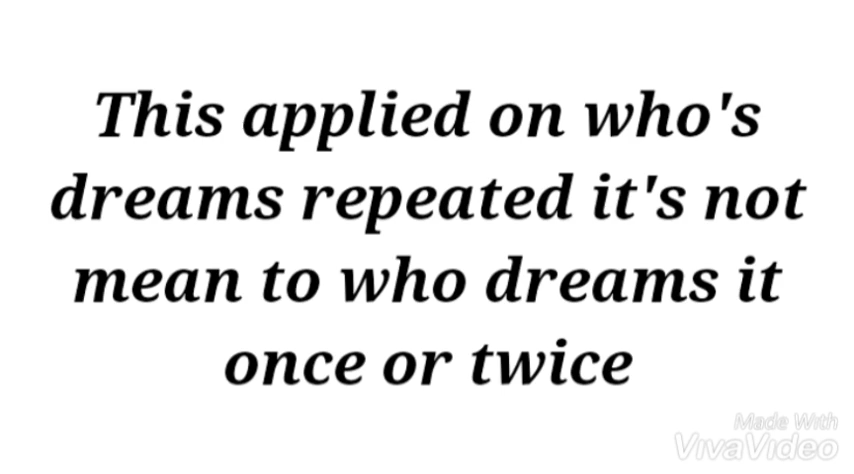 This applied on who's
dreams repeated it's not
mean to who dreams it
once or twice
Made With
VivaVideo